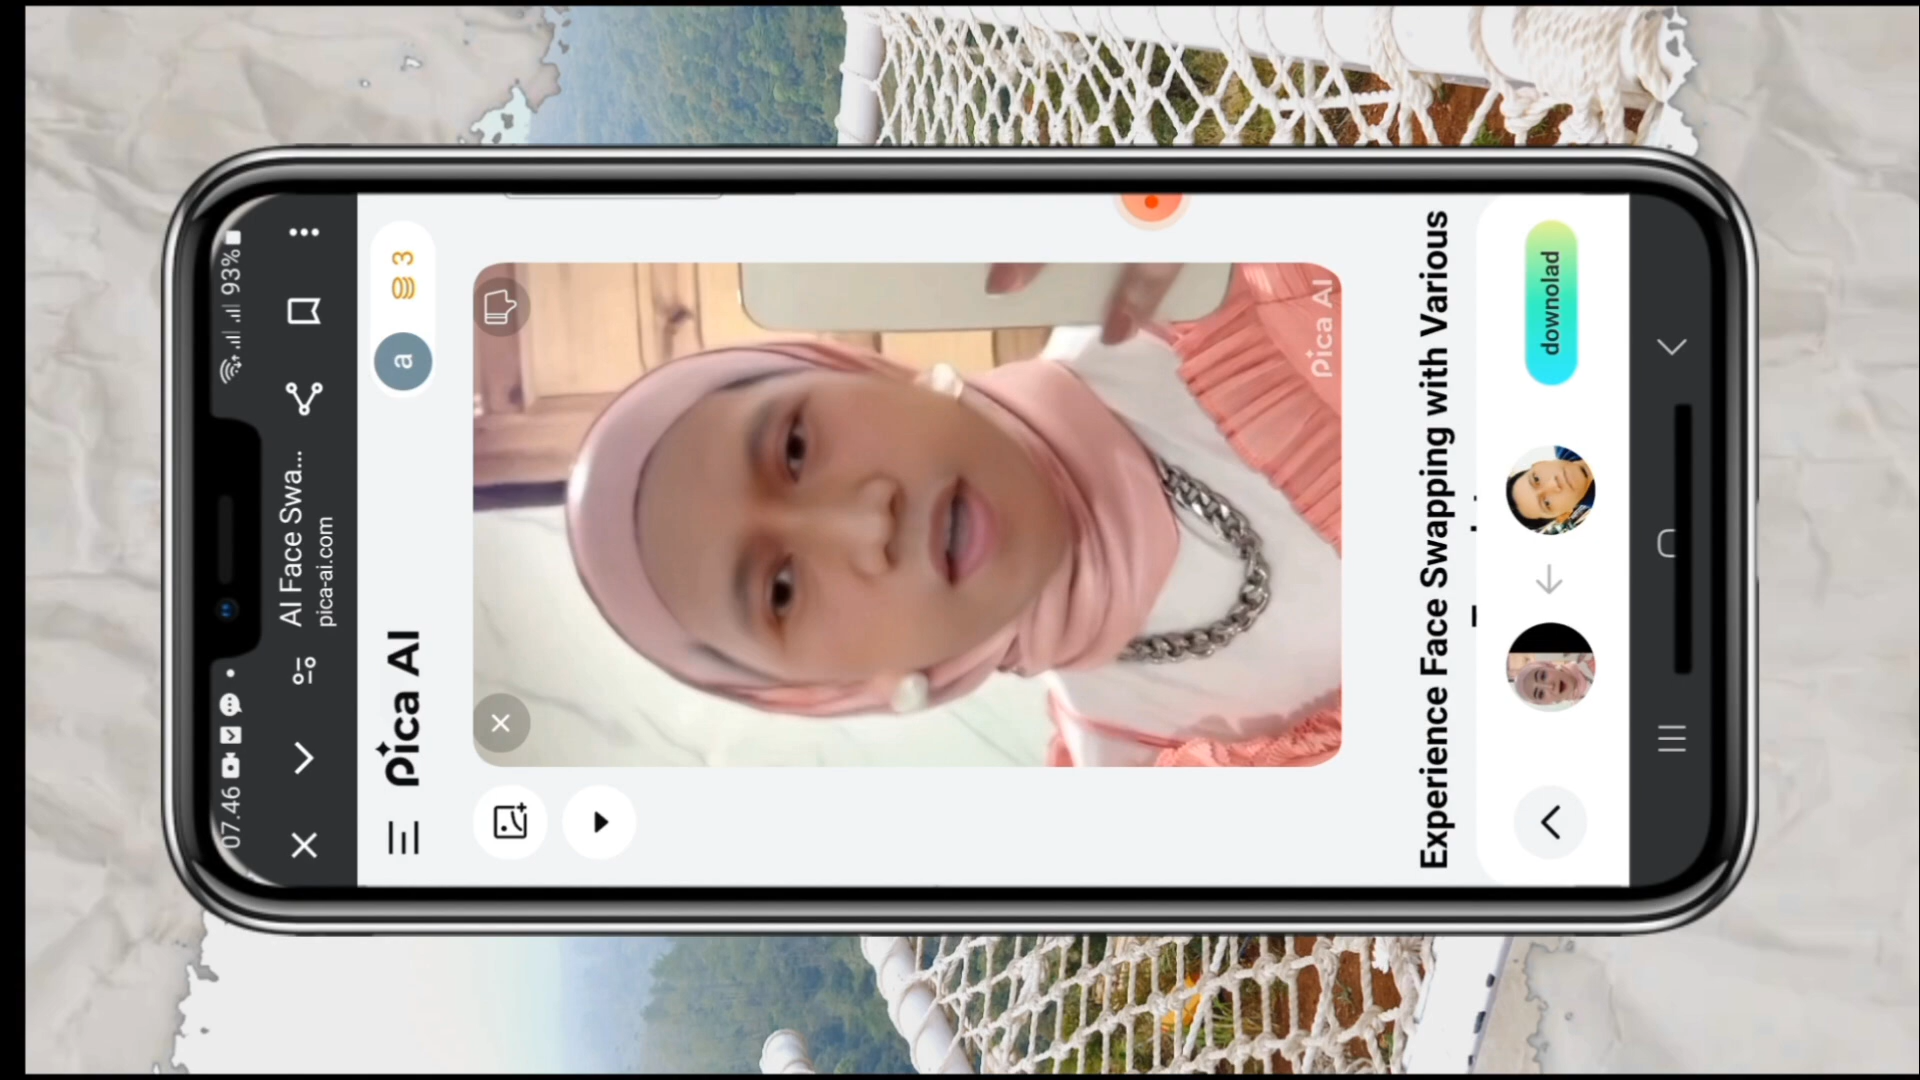 07.46
93%
AI Face Swa...
pica-ai.com
Pica AI
a
3
Pica AI
Experience Face Swapping with Various
downolad